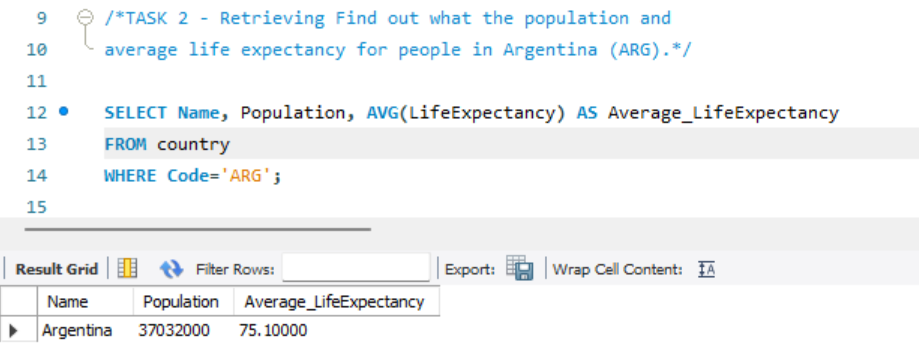 9 /*TASK 2 - Retrieving Find out what the population and
10 average life expectancy for people in Argentina (ARG).*/
11
12 SELECT Name, Population, AVG(LifeExpectancy) AS Average_LifeExpectancy
13 FROM country
14 WHERE Code='ARG';
15
Result Grid Filter Rows: Export: Wrap Cell Content: IA
Name Population Average_LifeExpectancy
Argentina 37032000 75.10000